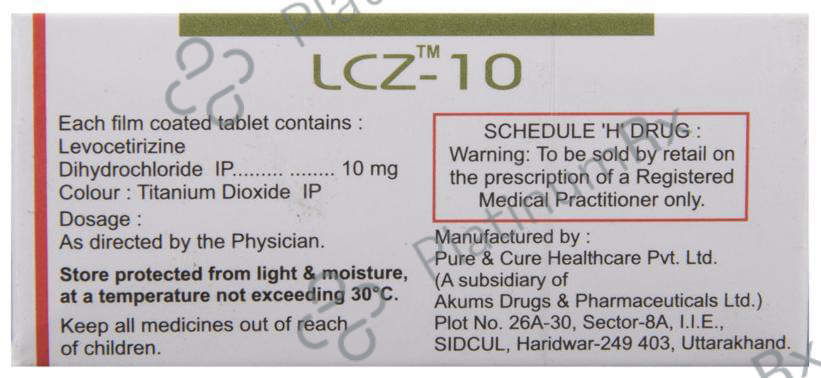 LCZ™-10
Each film coated tablet contains :
Levocetirizine
Dihydrochloride IP......... ........ 10 mg
Colour : Titanium Dioxide IP
Dosage :
As directed by the Physician.
Store protected from light & moisture,
at a temperature not exceeding 30°C.
Keep all medicines out of reach
of children.
SCHEDULE 'H' DRUG :
Warning: To be sold by retail on
the prescription of a Registered
Medical Practitioner only.
Manufactured by :
Pure & Cure Healthcare Pvt. Ltd.
(A subsidiary of
Akums Drugs & Pharmaceuticals Ltd.)
Plot No. 26A-30, Sector-8A, I.I.E.,
SIDCUL, Haridwar-249 403, Uttarakhand.
PlatinumRx